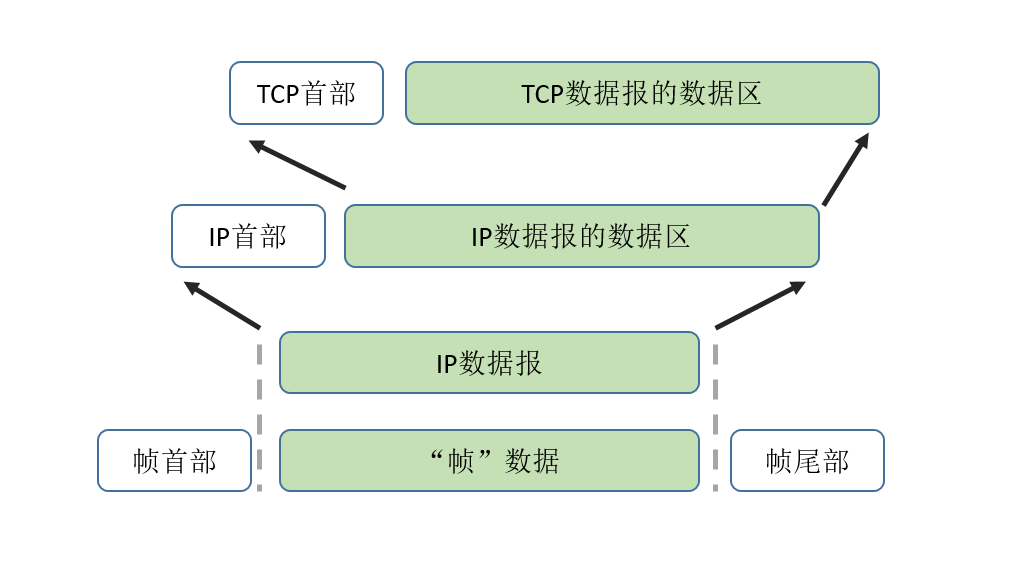 TCP首部
TCP数据报的数据区
IP首部
IP数据报的数据区
IP数据报
帧首部
“帧”数据
帧尾部